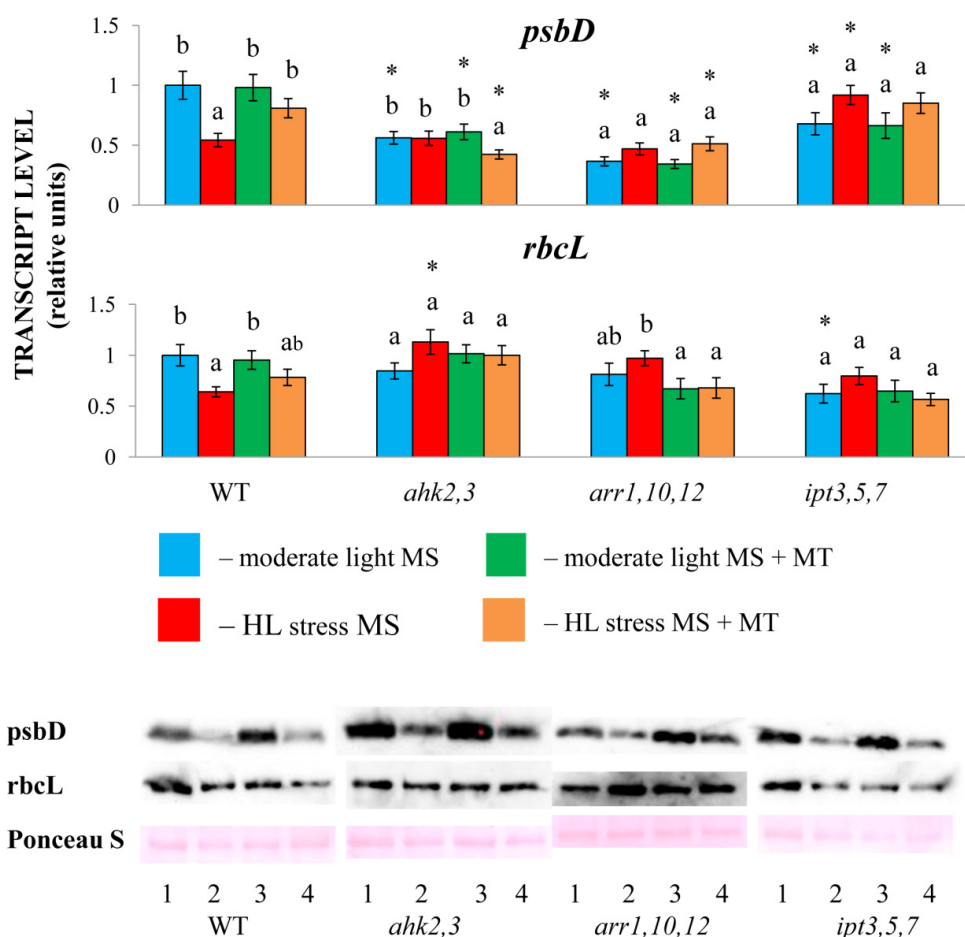 psbD
TRANSCRIPT LEVEL
(relative units)
1.5
1
0.5
0
b a b b
* * *
b b b a
* * *
a a a a
* * *
a a a a
rbcL
1.5
1
0.5
0
b a b ab
*
a a a a
ab b a a
*
a a a a
WT ahk2,3 arr1,10,12 ipt3,5,7
– moderate light MS – moderate light MS + MT
– HL stress MS – HL stress MS + MT
psbD
rbcL
Ponceau S
1 2 3 4 1 2 3 4 1 2 3 4 1 2 3 4
WT ahk2,3 arr1,10,12 ipt3,5,7